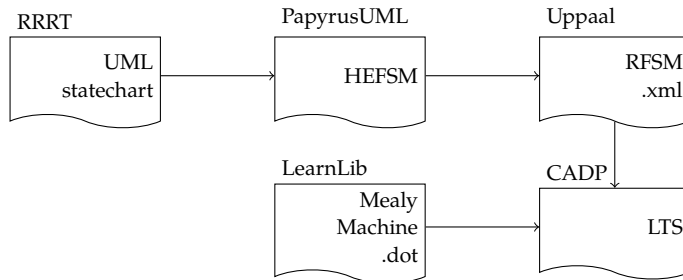 RRRT
PapyrusUML
Uppaal
UML
statechart
HEFSM
RFSM
.xml
LearnLib
CADP
Mealy
Machine
.dot
LTS